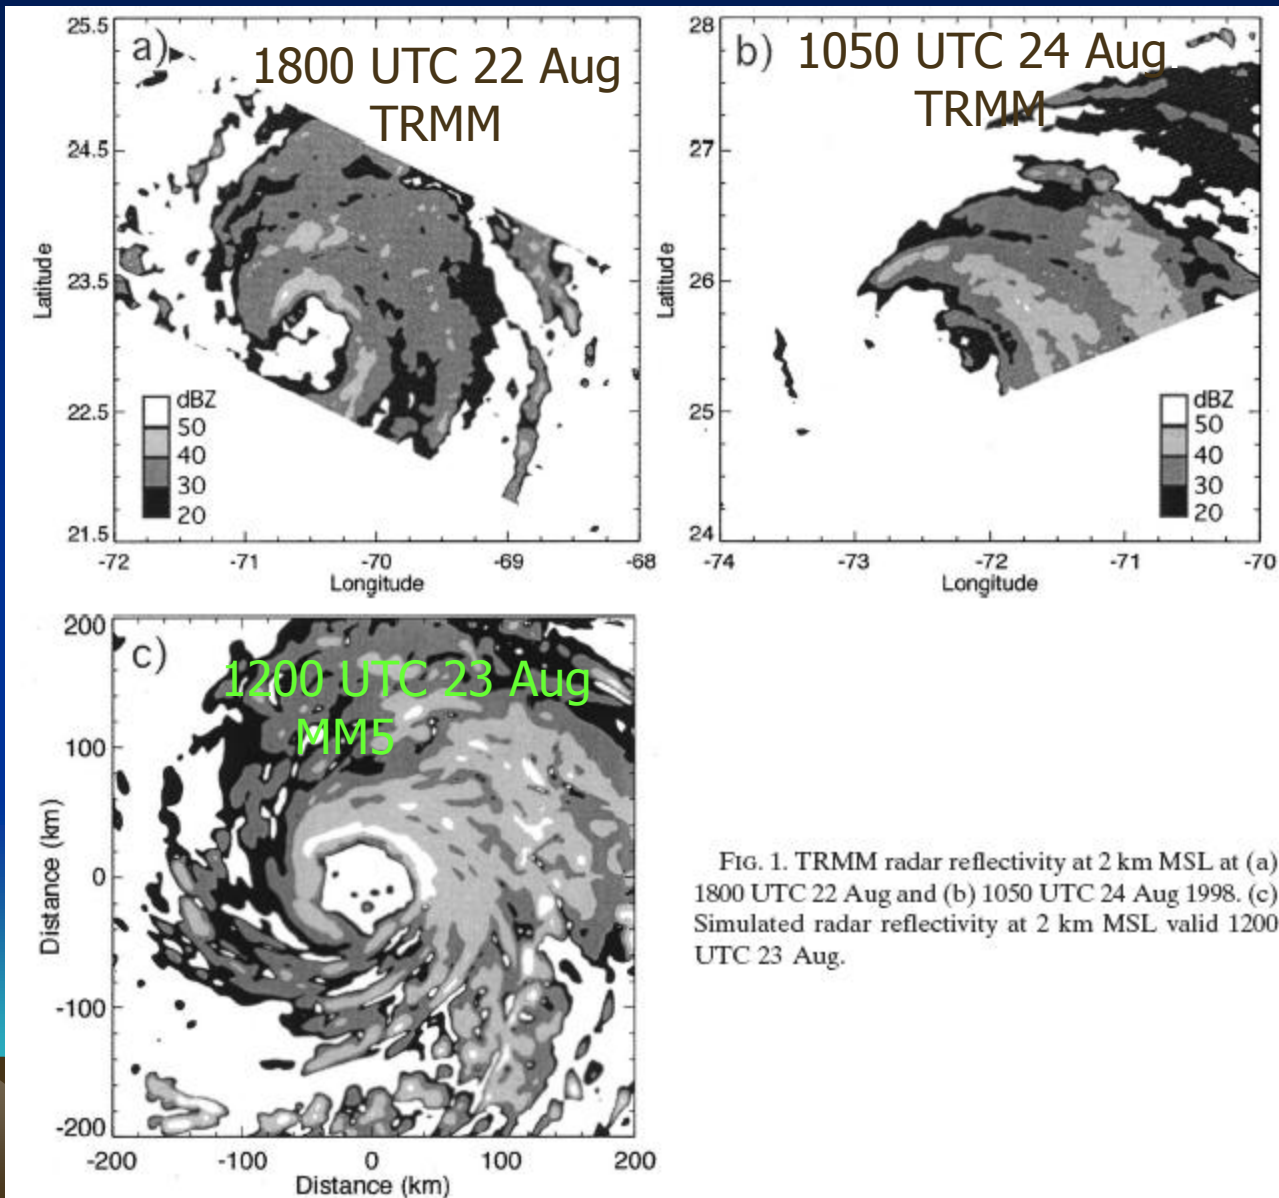 a)
1800 UTC 22 Aug
TRMM
25.5
24.5
23.5
22.5
21.5
Latitude
dBZ
50
40
30
20
-72
-71
-70
-69
-68
Longitude
b)
1050 UTC 24 Aug
TRMM
28
27
26
25
24
Latitude
dBZ
50
40
30
20
-74
-73
-72
-71
-70
Longitude
c)
1200 UTC 23 Aug
MM5
200
100
0
-100
-200
Distance (km)
-200
-100
0
100
200
Distance (km)
FIG. 1. TRMM radar reflectivity at 2 km MSL at (a)
1800 UTC 22 Aug and (b) 1050 UTC 24 Aug 1998. (c)
Simulated radar reflectivity at 2 km MSL valid 1200
UTC 23 Aug.